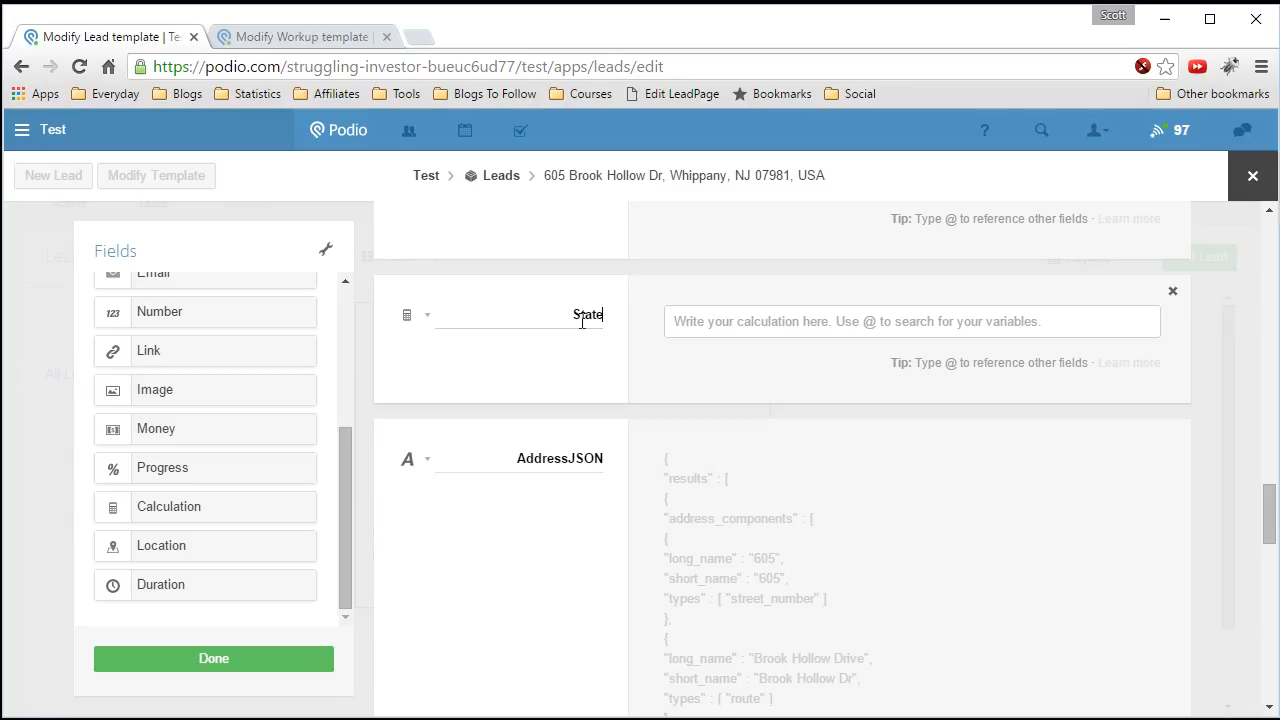 Scott
Modify Lead template | Te
Modify Workup template |
https://podio.com/struggling-investor-bueuc6ud77/test/apps/leads/edit
Apps Everyday Blogs Statistics Affiliates Tools Blogs To Follow Courses Edit LeadPage Bookmarks Social Other bookmarks
Test Podio ? 97
New Lead Modify Template Test > Leads > 605 Brook Hollow Dr, Whippany, NJ 07981, USA
Tip: Type @ to reference other fields · Learn more
Fields
Email
Number
Link
Image
Money
Progress
Calculation
Location
Duration
Done
State
Write your calculation here. Use @ to search for your variables.
Tip: Type @ to reference other fields · Learn more
AddressJSON
{
"results" : [
{
"address_components" : [
{
"long_name" : "605",
"short_name" : "605",
"types" : [ "street_number" ]
},
{
"long_name" : "Brook Hollow Drive",
"short_name" : "Brook Hollow Dr",
"types" : [ "route" ]